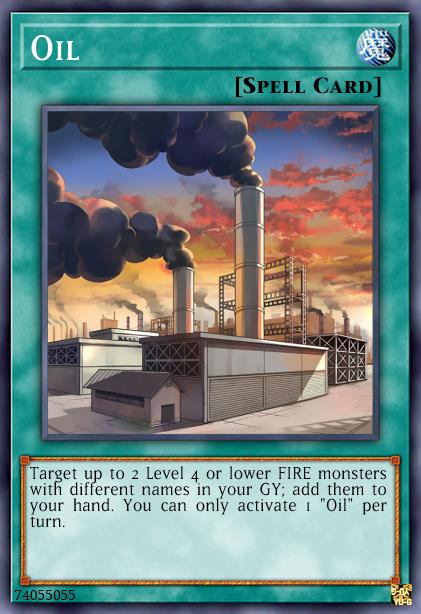 OIL
魔
[SPELL CARD]
Target up to 2 Level 4 or lower FIRE monsters
with different names in your GY; add them to
your hand. You can only activate 1 "Oil" per
turn.
74055055